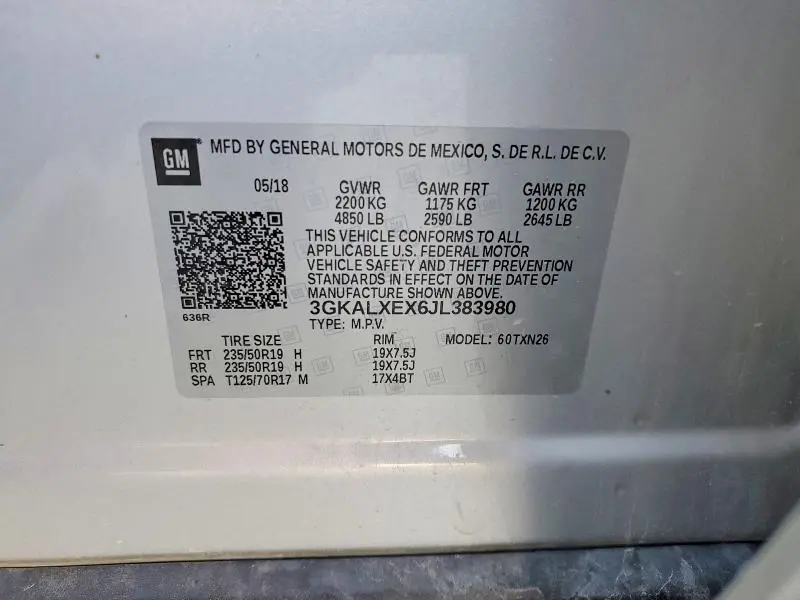 GM
MFD BY GENERAL MOTORS DE MEXICO, S. DE R.L. DE C.V.
05/18 GVWR GAWR FRT GAWR RR
2200 KG 1175 KG 1200 KG
4850 LB 2590 LB 2645 LB
THIS VEHICLE CONFORMS TO ALL
APPLICABLE U.S. FEDERAL MOTOR
VEHICLE SAFETY AND THEFT PREVENTION
STANDARDS IN EFFECT ON THE DATE OF
MANUFACTURE SHOWN ABOVE.
3GKALXEX6JL383980
636R
TYPE: M.P.V.
TIRE SIZE RIM MODEL: 60TXN26
FRT 235/50R19 H 19X7.5J
RR 235/50R19 H 19X7.5J
SPA T125/70R17 M 17X4BT